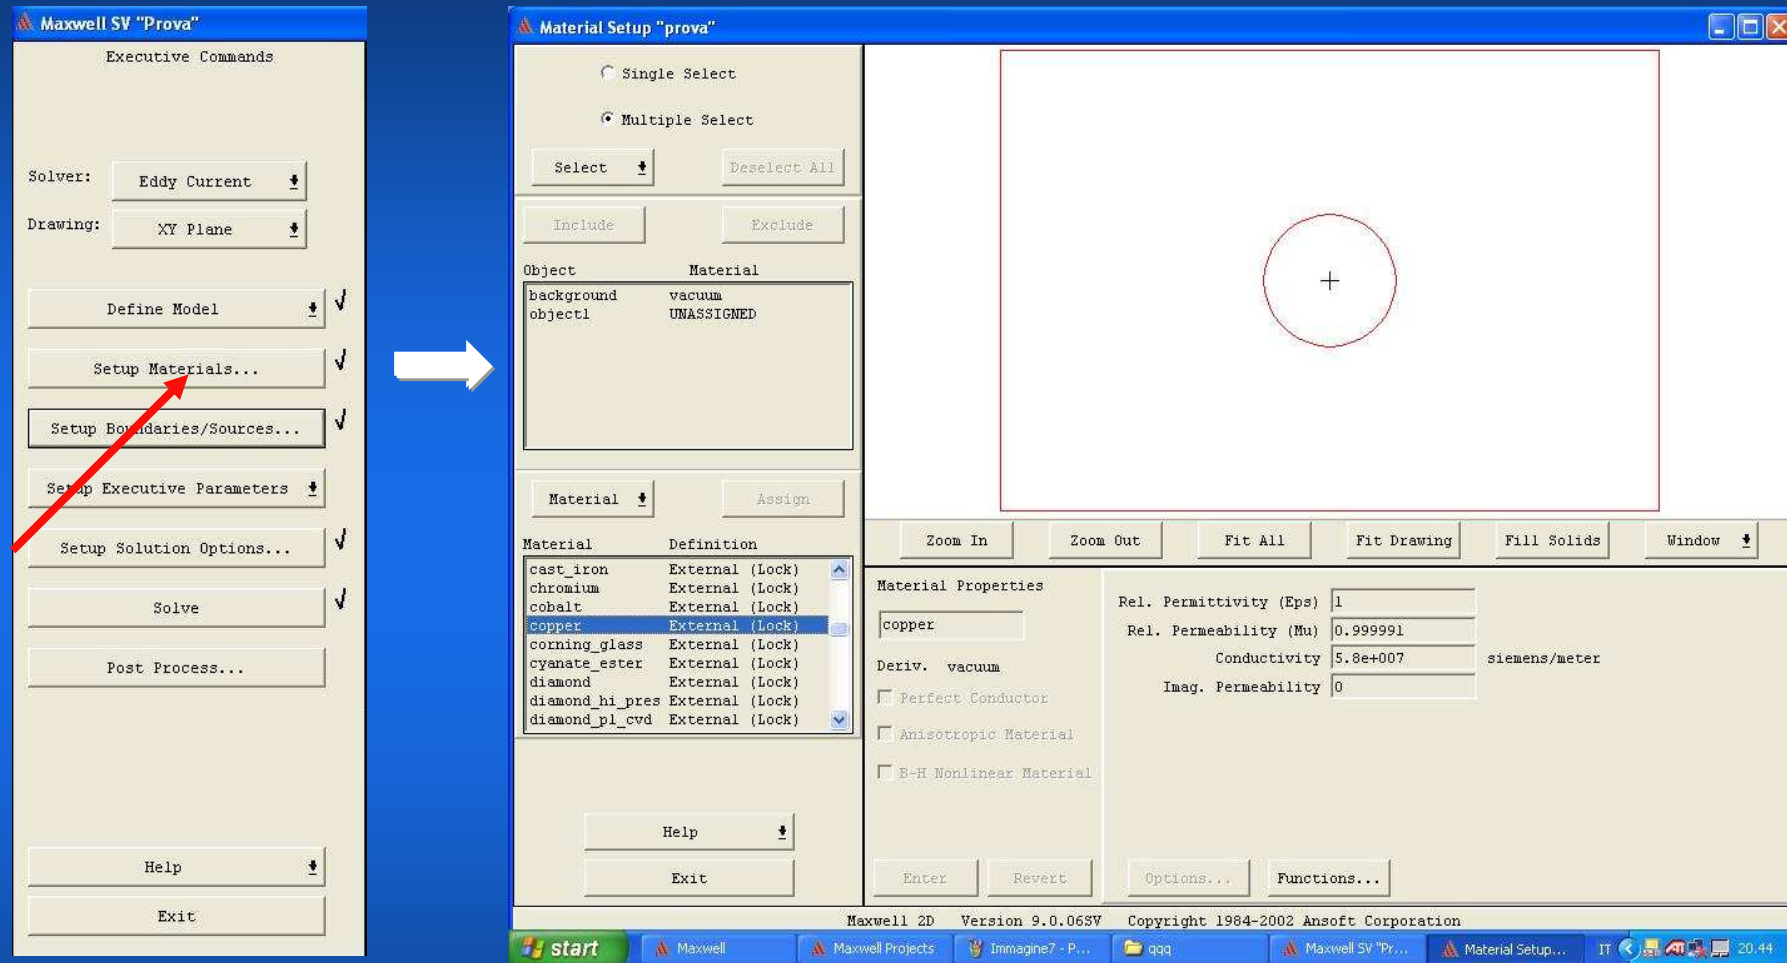 Maxwell SV "Prova"
Executive Commands
Solver: Eddy Current
Drawing: XY Plane
Define Model
Setup Materials...
Setup Boundaries/Sources...
Setup Executive Parameters
Setup Solution Options...
Solve
Post Process...
Help
Exit
Material Setup "prova"
Single Select
Multiple Select
Select Deselect All
Include Exclude
Object Material
background vacuum
object1 UNASSIGNED
Material Assign
Material Definition
cast_iron External (Lock)
chromium External (Lock)
cobalt External (Lock)
copper External (Lock)
corning_glass External (Lock)
cyanate_ester External (Lock)
diamond External (Lock)
diamond_hi_pres External (Lock)
diamond_pl_cvd External (Lock)
Help
Exit
Zoom In Zoom Out Fit All Fit Drawing Fill Solids Window
Material Properties
copper
Deriv. vacuum
Perfect Conductor
Anisotropic Material
B-H Nonlinear Material
Enter Revert
Rel. Permittivity (Eps) 1
Rel. Permeability (Mu) 0.999991
Conductivity 5.8e+007 siemens/meter
Imag. Permeability 0
Options... Functions...
Maxwell 2D Version 9.0.06SV Copyright 1984-2002 Ansoft Corporation
start Maxwell Maxwell Projects Immagine7 - P... qqq Maxwell SV "Pr... Material Setup... IT ATI 20.44